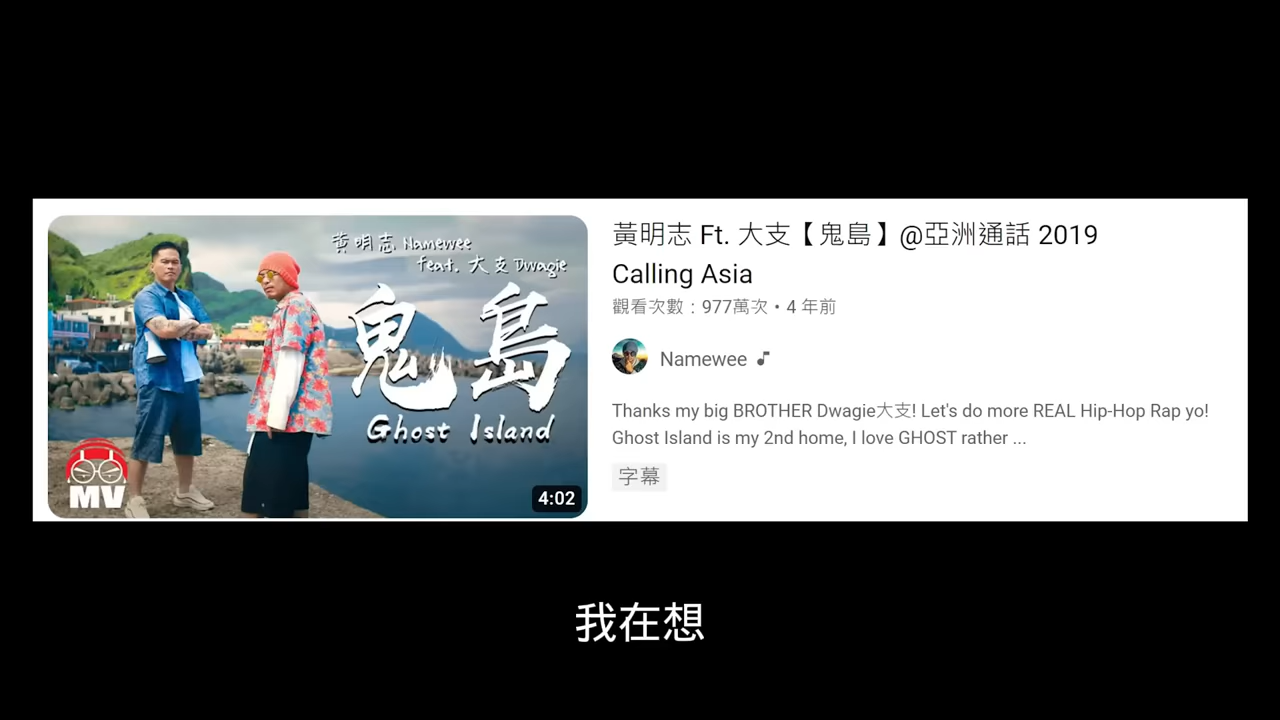 黃明志 Namewee
feat. 大支 Dwagie
鬼島
Ghost Island
MV
4:02
黃明志 Ft. 大支【鬼島】@亞洲通話 2019
Calling Asia
觀看次數：977萬次 • 4 年前
Namewee
Thanks my big BROTHER Dwagie大支! Let's do more REAL Hip-Hop Rap yo!
Ghost Island is my 2nd home, I love GHOST rather ...
字幕
我在想